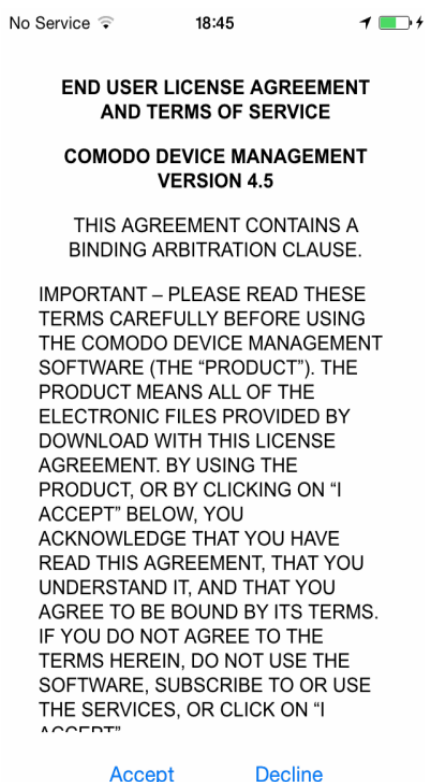 No Service 18:45
END USER LICENSE AGREEMENT
AND TERMS OF SERVICE
COMODO DEVICE MANAGEMENT
VERSION 4.5
THIS AGREEMENT CONTAINS A
BINDING ARBITRATION CLAUSE.
IMPORTANT – PLEASE READ THESE
TERMS CAREFULLY BEFORE USING
THE COMODO DEVICE MANAGEMENT
SOFTWARE (THE “PRODUCT”). THE
PRODUCT MEANS ALL OF THE
ELECTRONIC FILES PROVIDED BY
DOWNLOAD WITH THIS LICENSE
AGREEMENT. BY USING THE
PRODUCT, OR BY CLICKING ON “I
ACCEPT” BELOW, YOU
ACKNOWLEDGE THAT YOU HAVE
READ THIS AGREEMENT, THAT YOU
UNDERSTAND IT, AND THAT YOU
AGREE TO BE BOUND BY ITS TERMS.
IF YOU DO NOT AGREE TO THE
TERMS HEREIN, DO NOT USE THE
SOFTWARE, SUBSCRIBE TO OR USE
THE SERVICES, OR CLICK ON “I
ACCEPT”
Accept Decline